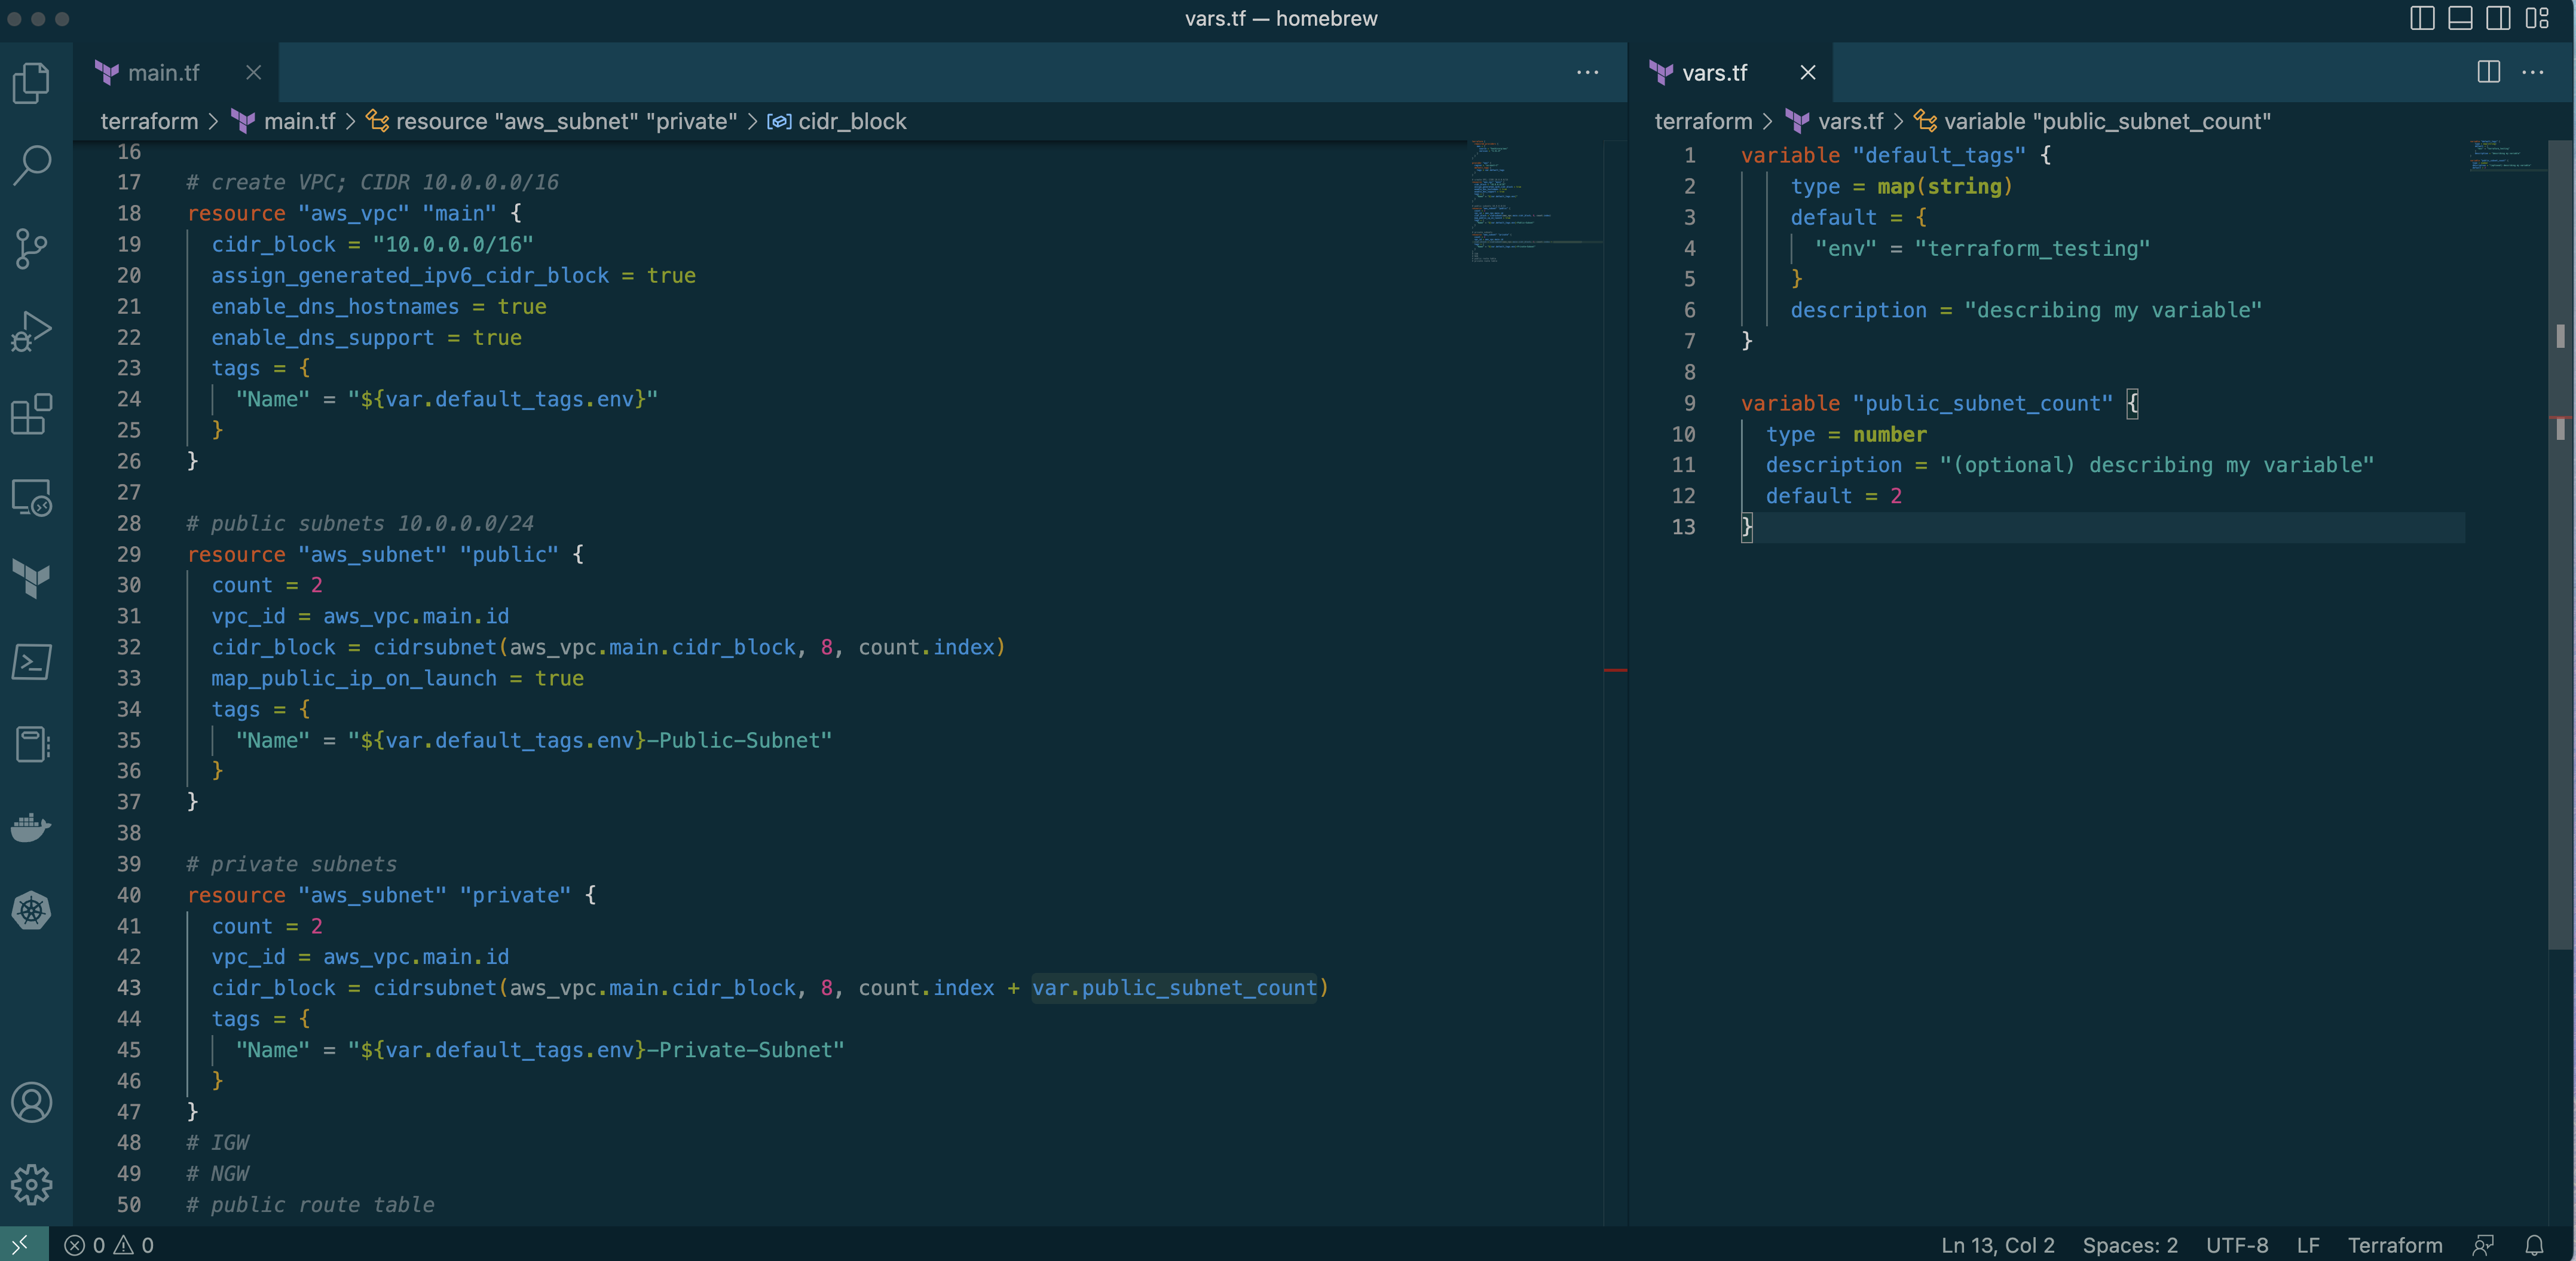 vars.tf — homebrew
main.tf
terraform > main.tf > resource "aws_subnet" "private" > cidr_block
16
17 # create VPC; CIDR 10.0.0.0/16
18 resource "aws_vpc" "main" {
19 cidr_block = "10.0.0.0/16"
20 assign_generated_ipv6_cidr_block = true
21 enable_dns_hostnames = true
22 enable_dns_support = true
23 tags = {
24 "Name" = "${var.default_tags.env}"
25 }
26 }
27
28 # public subnets 10.0.0.0/24
29 resource "aws_subnet" "public" {
30 count = 2
31 vpc_id = aws_vpc.main.id
32 cidr_block = cidrsubnet(aws_vpc.main.cidr_block, 8, count.index)
33 map_public_ip_on_launch = true
34 tags = {
35 "Name" = "${var.default_tags.env}-Public-Subnet"
36 }
37 }
38
39 # private subnets
40 resource "aws_subnet" "private" {
41 count = 2
42 vpc_id = aws_vpc.main.id
43 cidr_block = cidrsubnet(aws_vpc.main.cidr_block, 8, count.index + var.public_subnet_count)
44 tags = {
45 "Name" = "${var.default_tags.env}-Private-Subnet"
46 }
47 }
48 # IGW
49 # NGW
50 # public route table
vars.tf
terraform > vars.tf > variable "public_subnet_count"
1 variable "default_tags" {
2 type = map(string)
3 default = {
4 "env" = "terraform_testing"
5 }
6 description = "describing my variable"
7 }
8
9 variable "public_subnet_count" {
10 type = number
11 description = "(optional) describing my variable"
12 default = 2
13 }
0 0
Ln 13, Col 2 Spaces: 2 UTF-8 LF Terraform